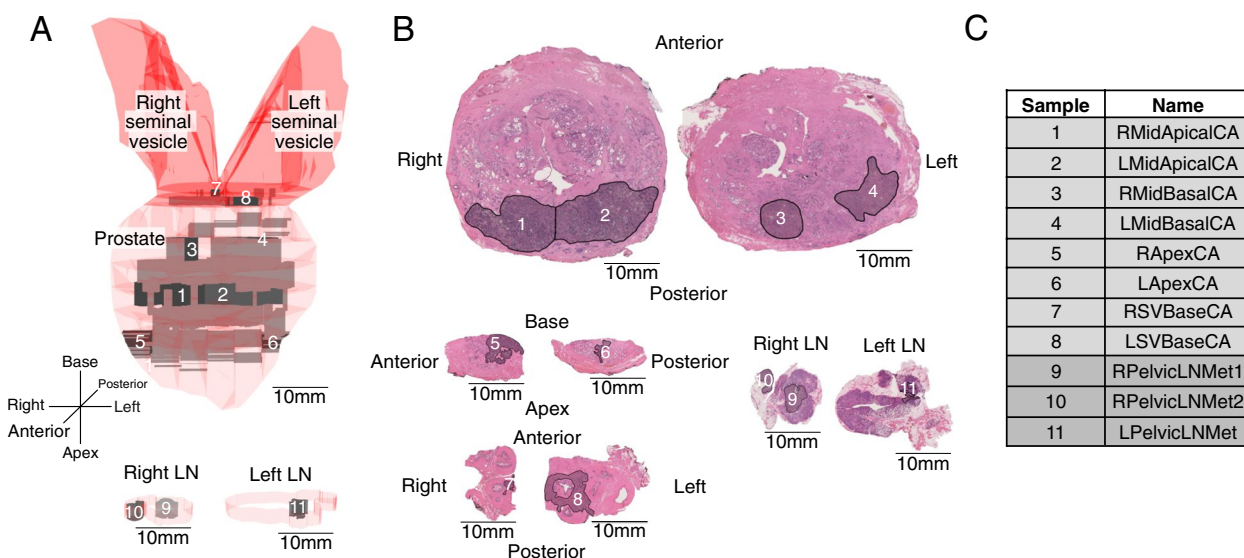 A
Right
seminal
vesicle
Left
seminal
vesicle
7
8
Prostate
3
4
1
2
5
6
Base
Posterior
Right
Left
Anterior
Apex
10mm
Right LN
Left LN
10
9
11
10mm
10mm
B
Anterior
Right
Left
1
2
3
4
10mm
10mm
Posterior
Base
Anterior
5
6
Posterior
Apex
10mm
10mm
Right LN
Left LN
10
9
11
10mm
10mm
Anterior
Right
7
8
Left
10mm
10mm
Posterior
C
Sample Name
1 RMidApicalCA
2 LMidApicalCA
3 RMidBasalCA
4 LMidBasalCA
5 RApexCA
6 LApexCA
7 RSVBaseCA
8 LSVBaseCA
9 RPelvicLNMet1
10 RPelvicLNMet2
11 LPelvicLNMet